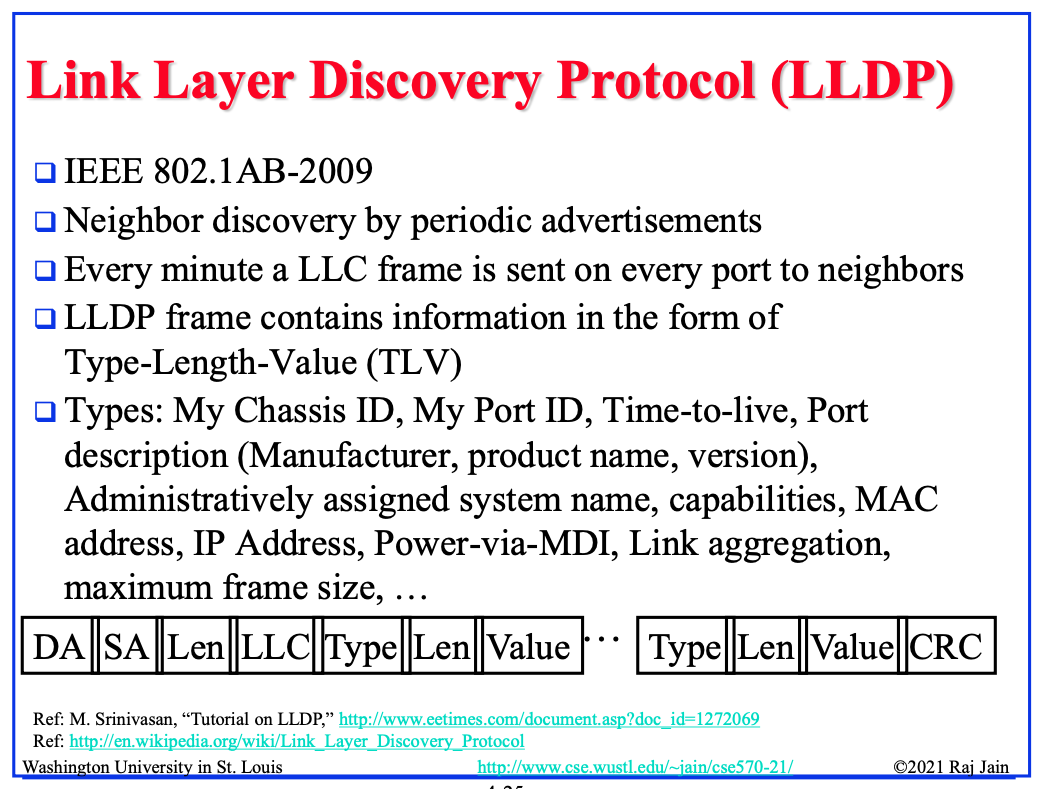 Link Layer Discovery Protocol (LLDP)
IEEE 802.1AB-2009
Neighbor discovery by periodic advertisements
Every minute a LLC frame is sent on every port to neighbors
LLDP frame contains information in the form of
Type-Length-Value (TLV)
Types: My Chassis ID, My Port ID, Time-to-live, Port
description (Manufacturer, product name, version),
Administratively assigned system name, capabilities, MAC
address, IP Address, Power-via-MDI, Link aggregation,
maximum frame size, …
DA SA Len LLC Type Len Value … Type Len Value CRC
Ref: M. Srinivasan, “Tutorial on LLDP,” http://www.eetimes.com/document.asp?doc_id=1272069
Ref: http://en.wikipedia.org/wiki/Link_Layer_Discovery_Protocol
Washington University in St. Louis http://www.cse.wustl.edu/~jain/cse570-21/ ©2021 Raj Jain